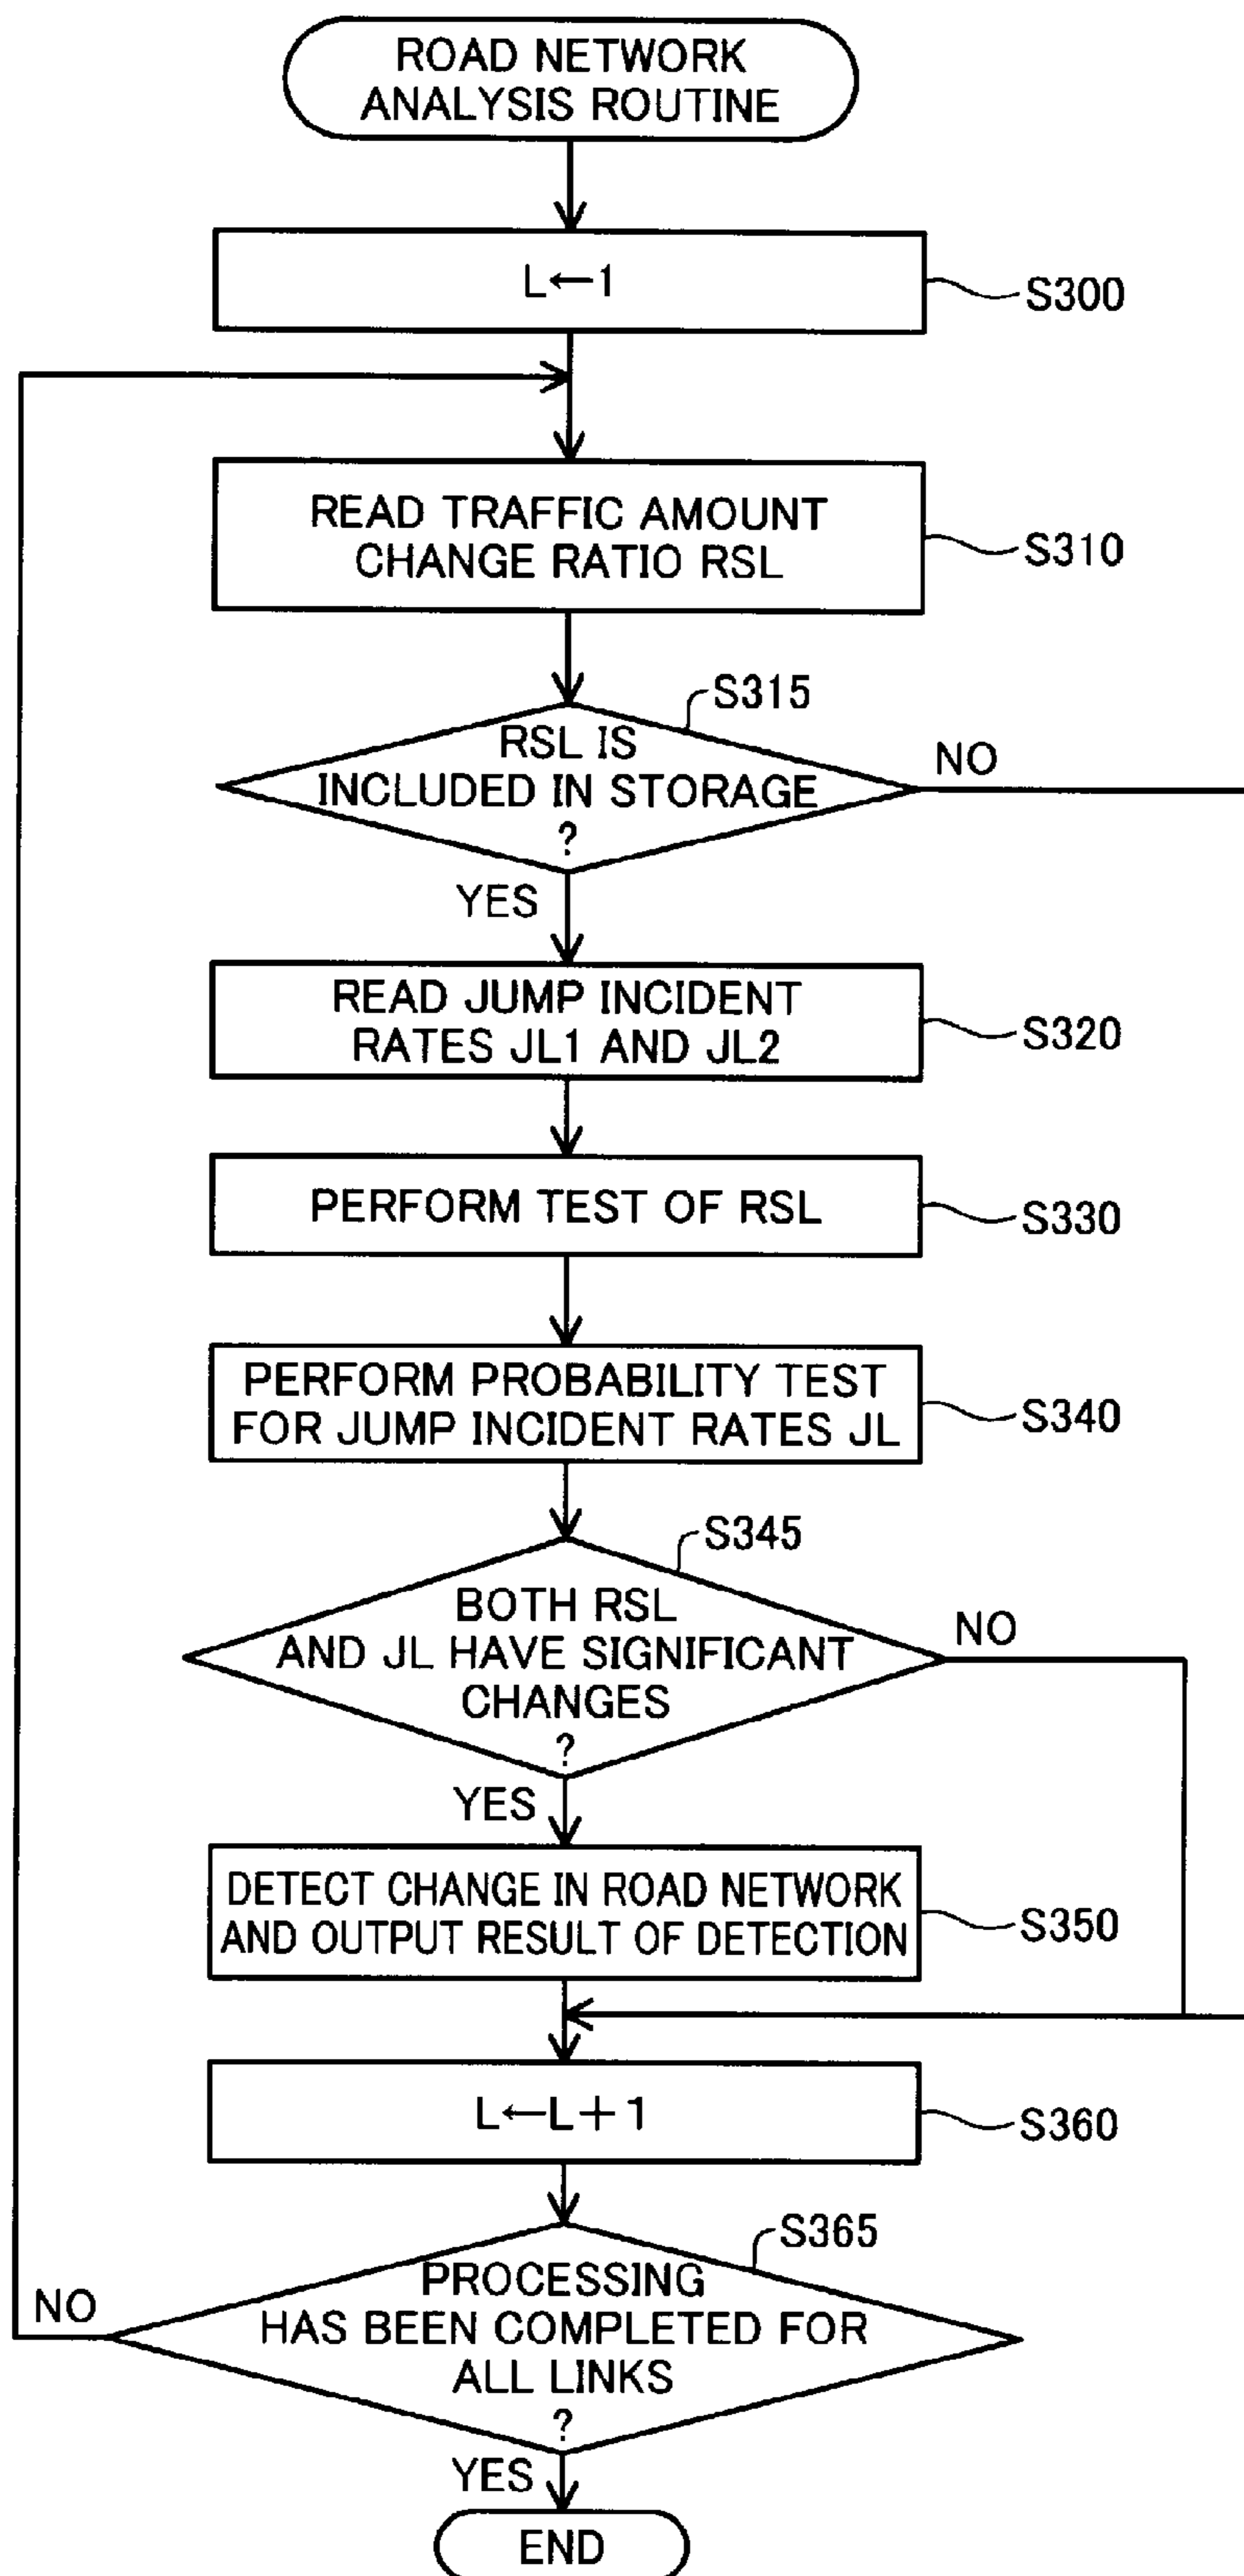 ROAD NETWORK
ANALYSIS ROUTINE
L←1
S300
READ TRAFFIC AMOUNT
CHANGE RATIO RSL
S310
S315
RSL IS
INCLUDED IN STORAGE
?
NO
YES
READ JUMP INCIDENT
RATES JL1 AND JL2
S320
PERFORM TEST OF RSL
S330
PERFORM PROBABILITY TEST
FOR JUMP INCIDENT RATES JL
S340
S345
BOTH RSL
AND JL HAVE SIGNIFICANT
CHANGES
?
NO
YES
DETECT CHANGE IN ROAD NETWORK
AND OUTPUT RESULT OF DETECTION
S350
L←L+1
S360
S365
PROCESSING
HAS BEEN COMPLETED FOR
ALL LINKS
?
NO
YES
END